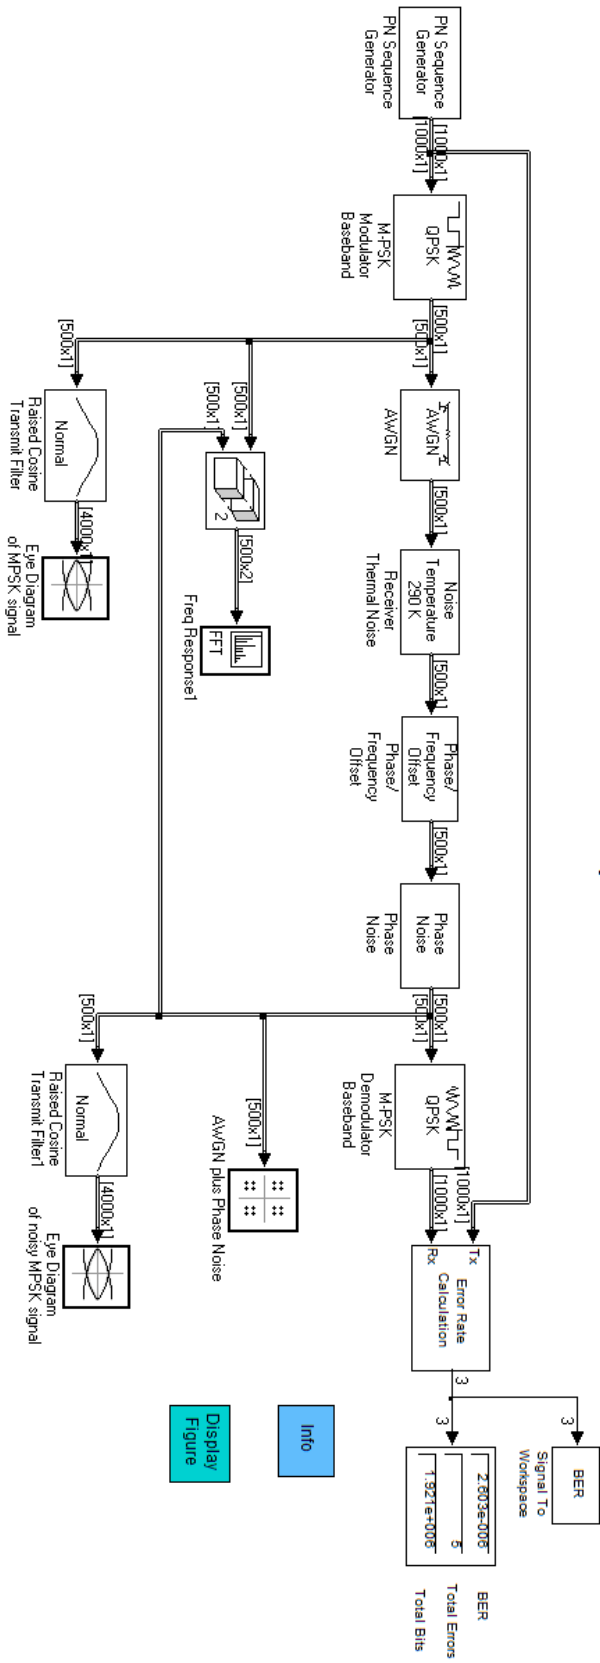 PN Sequence
Generator
PN Sequence
Generator
[1000x1]
[1000x1]
QPSK
M-PSK
Modulator
Baseband
[500x1]
[500x1]
AWGN
AWGN
[500x1]
Noise
Temperature
290 K
Receiver
Thermal Noise
[500x1]
Phase/
Frequency
Offset
Phase/
Frequency
Offset
[500x1]
Phase
Noise
Phase
Noise
[500x1]
[500x1]
QPSK
M-PSK
Demodulator
Baseband
[1000x1]
[1000x1]
Tx
Rx
Error Rate
Calculation
3
3
BER
Signal To
Workspace
3
2.603e-006
5
1.921e+006
BER
Total Errors
Total Bits
[500x1]
Normal
Raised Cosine
Transmit Filter
[4000x1]
Eye Diagram
of MPSK signal
[500x1]
[500x1]
2
[500x2]
FFT
Freq Response1
[500x1]
AWGN plus Phase Noise
[500x1]
Normal
Raised Cosine
Transmit Filter1
[4000x1]
Eye Diagram
of noisy MPSK signal
Info
Display
Figure